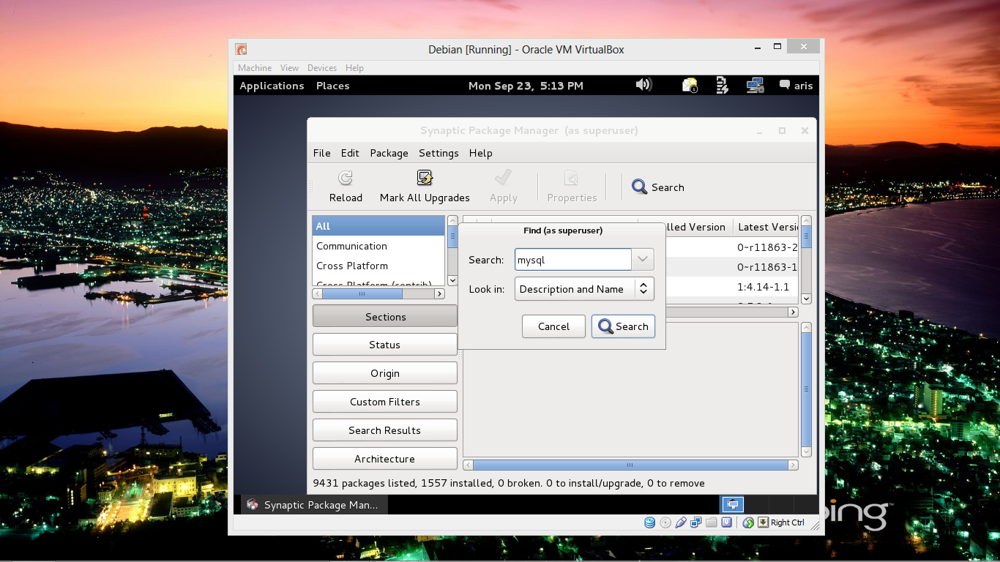 Debian [Running] - Oracle VM VirtualBox
Machine View Devices Help
Applications Places Mon Sep 23, 5:13 PM aris
Synaptic Package Manager (as superuser)
File Edit Package Settings Help
Reload Mark All Upgrades Apply Properties Search
All
Communication
Cross Platform
Cross Platform (contrib)
lled Version Latest Versi
0~r11863-2
0~r11863-1
1:4.14-1.1
Find (as superuser)
Search: mysql
Look in: Description and Name
Cancel Search
Sections
Status
Origin
Custom Filters
Search Results
Architecture
9431 packages listed, 1557 installed, 0 broken. 0 to install/upgrade, 0 to remove
Synaptic Package Man...
Right Ctrl
bing